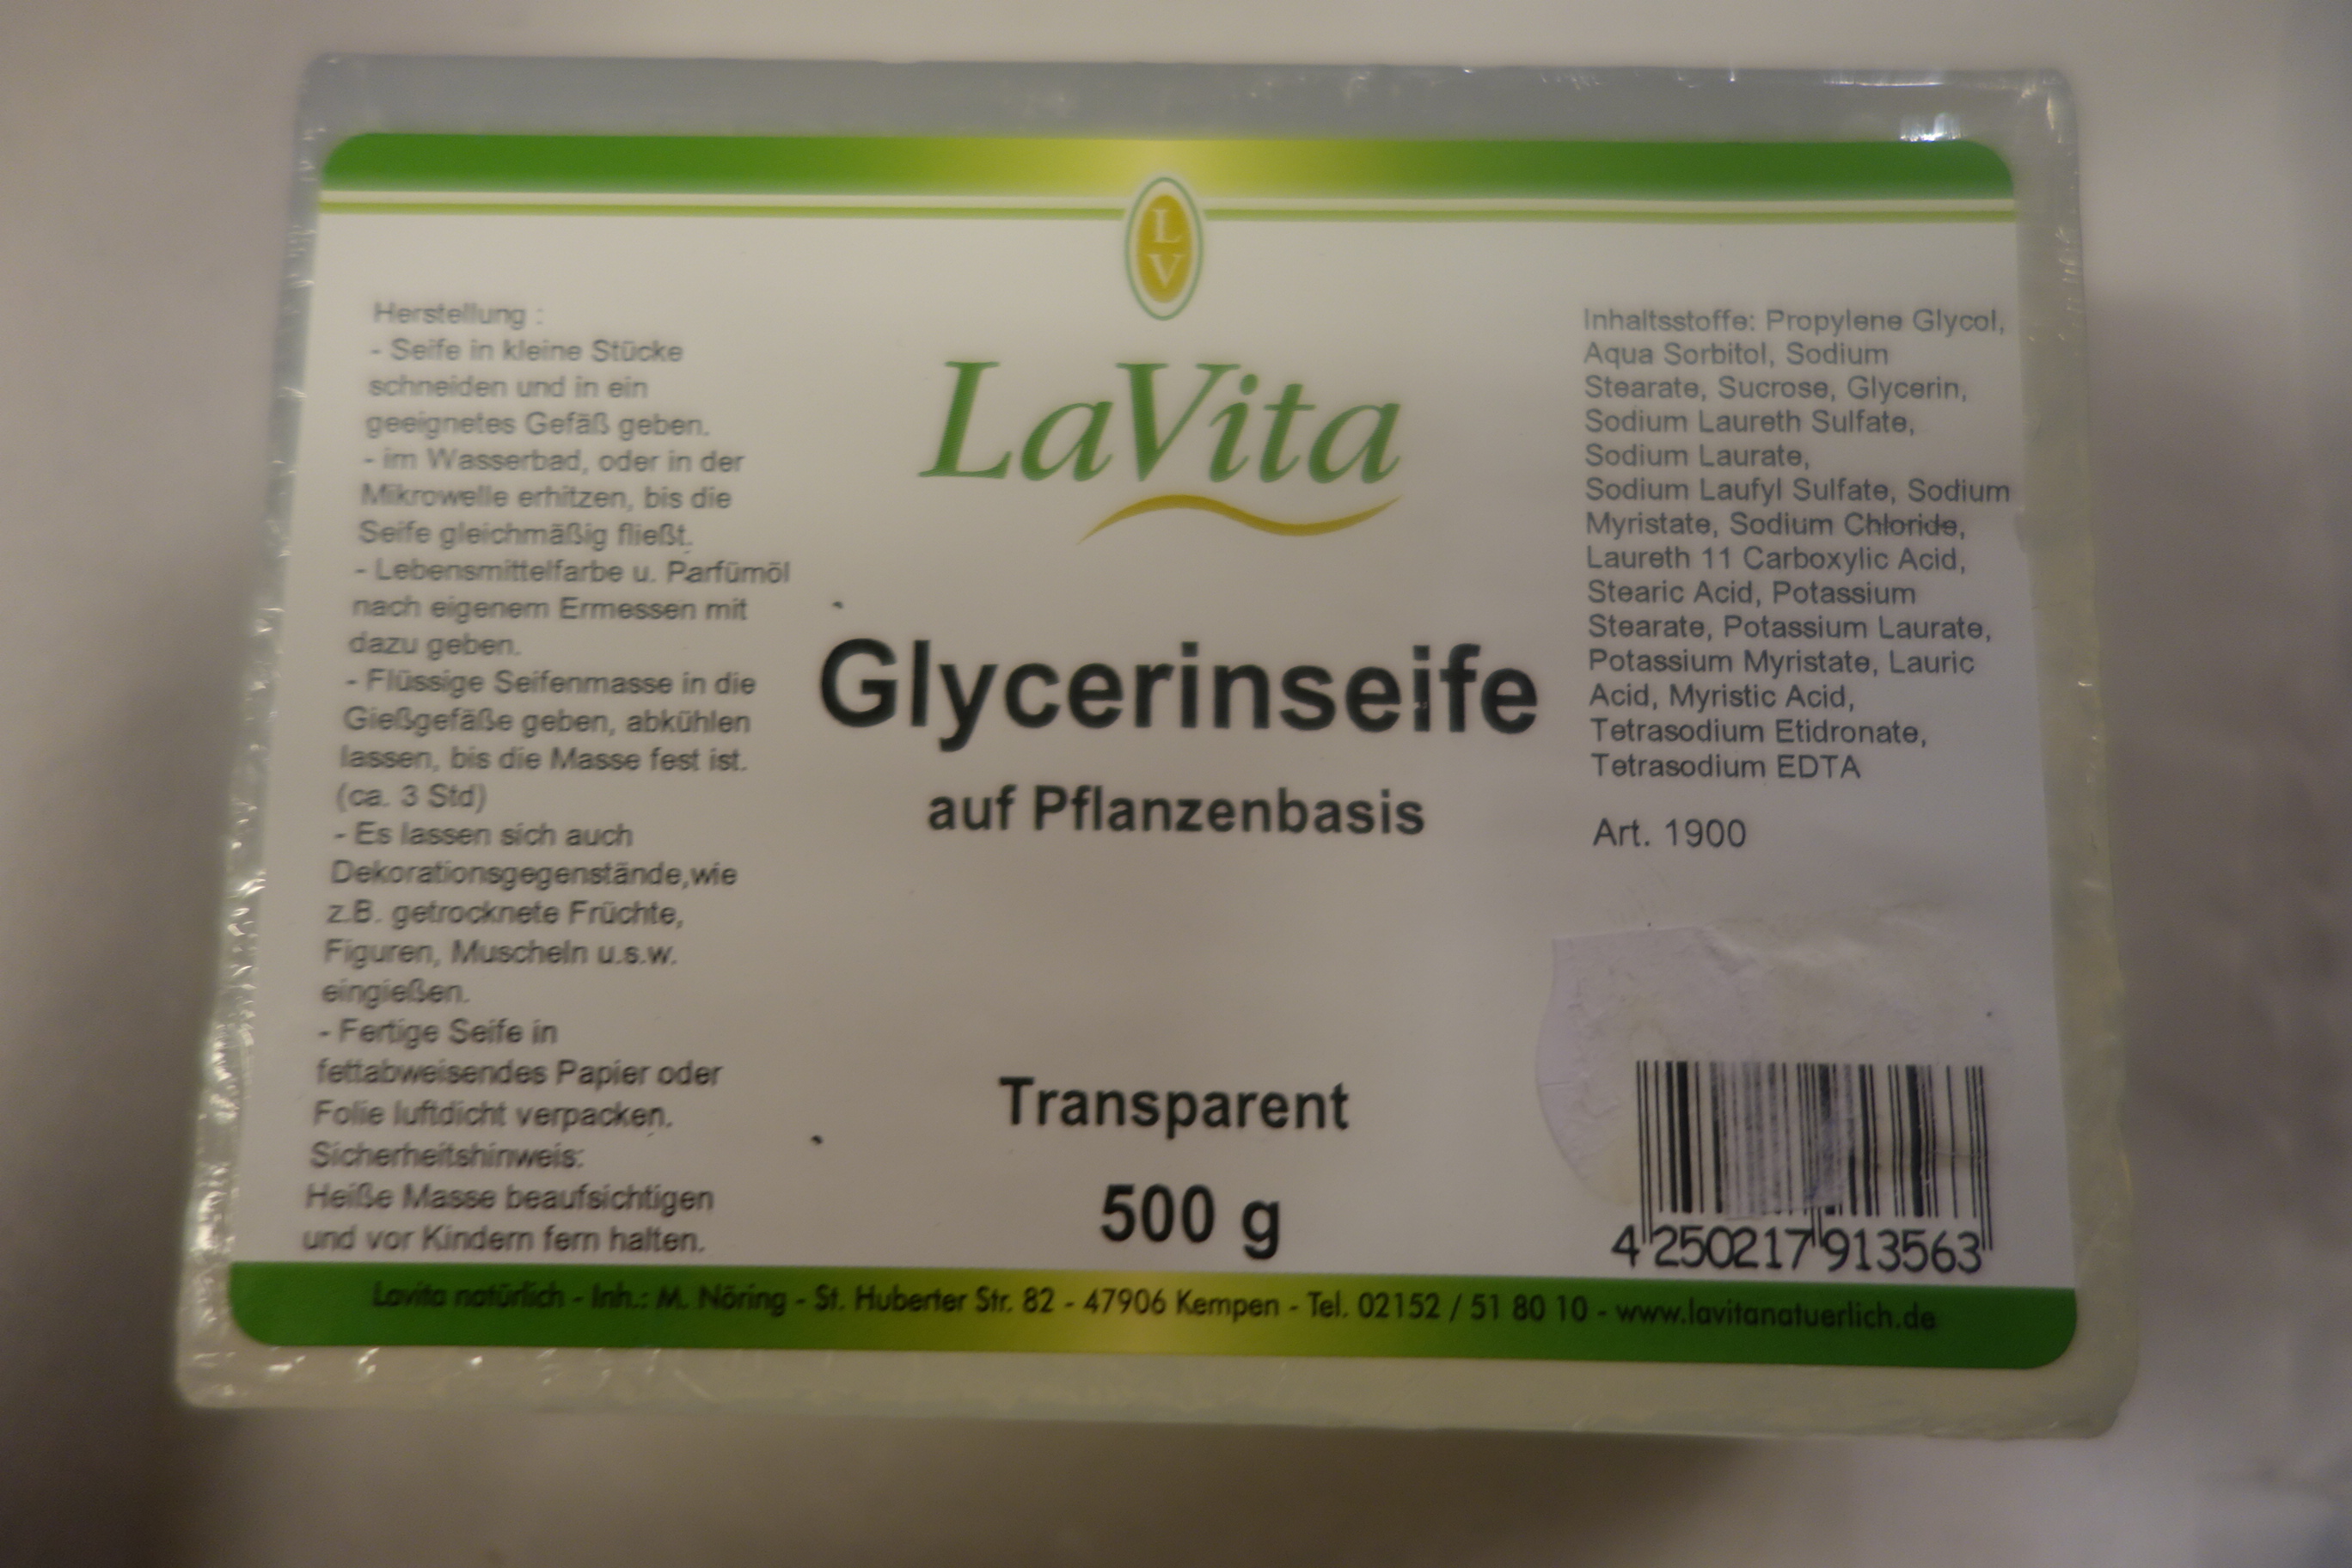 L
V
LaVita
Glycerinseife
auf Pflanzenbasis
Transparent
500 g
Herstellung :
- Seife in kleine Stücke
schneiden und in ein
geeignetes Gefäß geben.
- im Wasserbad, oder in der
Mikrowelle erhitzen, bis die
Seife gleichmäßig fließt.
- Lebensmittelfarbe u. Parfümöl
nach eigenem Ermessen mit
dazu geben.
- Flüssige Seifenmasse in die
Gießgefäße geben, abkühlen
lassen, bis die Masse fest ist.
(ca. 3 Std)
- Es lassen sich auch
Dekorationsgegenstände,wie
z.B. getrocknete Früchte,
Figuren, Muscheln u.s.w.
eingießen.
- Fertige Seife in
fettabweisendes Papier oder
Folie luftdicht verpacken.
Sicherheitshinweis:
Heiße Masse beaufsichtigen
und vor Kindern fern halten.
Inhaltsstoffe: Propylene Glycol,
Aqua Sorbitol, Sodium
Stearate, Sucrose, Glycerin,
Sodium Laureth Sulfate,
Sodium Laurate,
Sodium Laufyl Sulfate, Sodium
Myristate, Sodium Chloride,
Laureth 11 Carboxylic Acid,
Stearic Acid, Potassium
Stearate, Potassium Laurate,
Potassium Myristate, Lauric
Acid, Myristic Acid,
Tetrasodium Etidronate,
Tetrasodium EDTA
Art. 1900
4 250217 913563
Lavita natürlich - Inh.: M. Nöring - St. Huberter Str. 82 - 47906 Kempen - Tel. 02152 / 51 80 10 - www.lavitanatuerlich.de